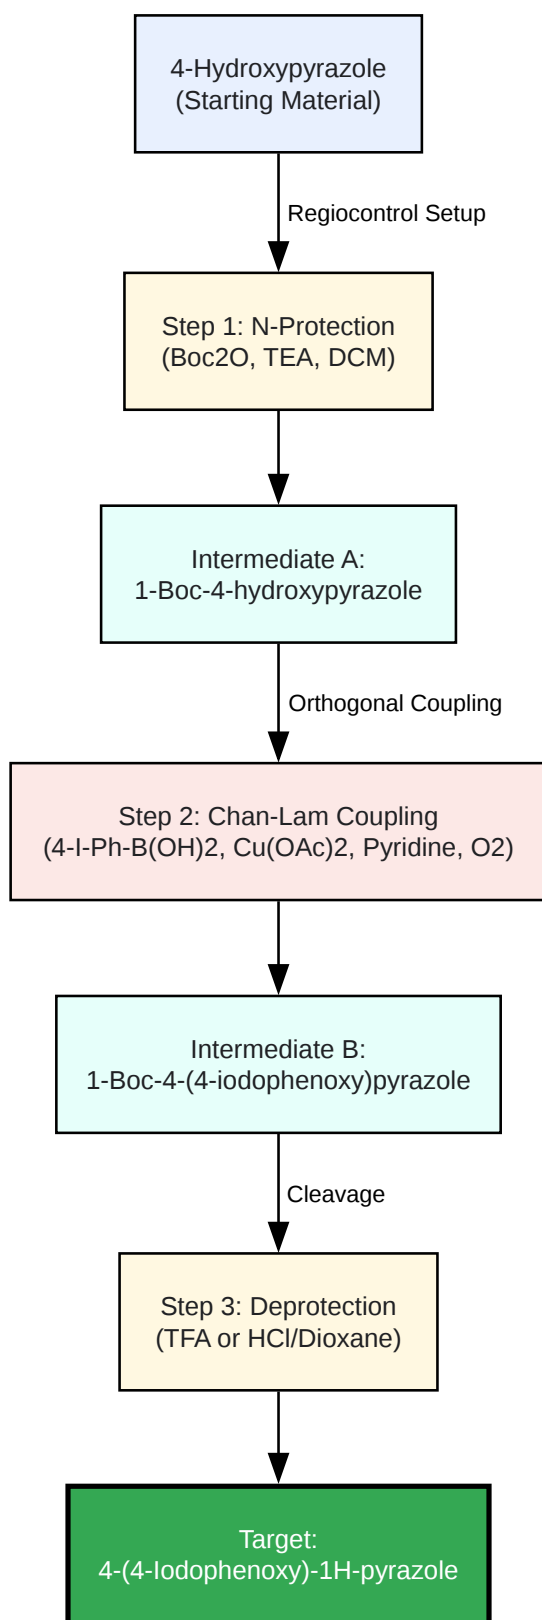 4-Hydroxypyrazole
(Starting Material)
Regiocontrol Setup
Step 1: N-Protection
(Boc2O, TEA, DCM)
Intermediate A:
1-Boc-4-hydroxypyrazole
Orthogonal Coupling
Step 2: Chan-Lam Coupling
(4-I-Ph-B(OH)2, Cu(OAc)2, Pyridine, O2)
Intermediate B:
1-Boc-4-(4-iodophenoxy)pyrazole
Cleavage
Step 3: Deprotection
(TFA or HCl/Dioxane)
Target:
4-(4-Iodophenoxy)-1H-pyrazole